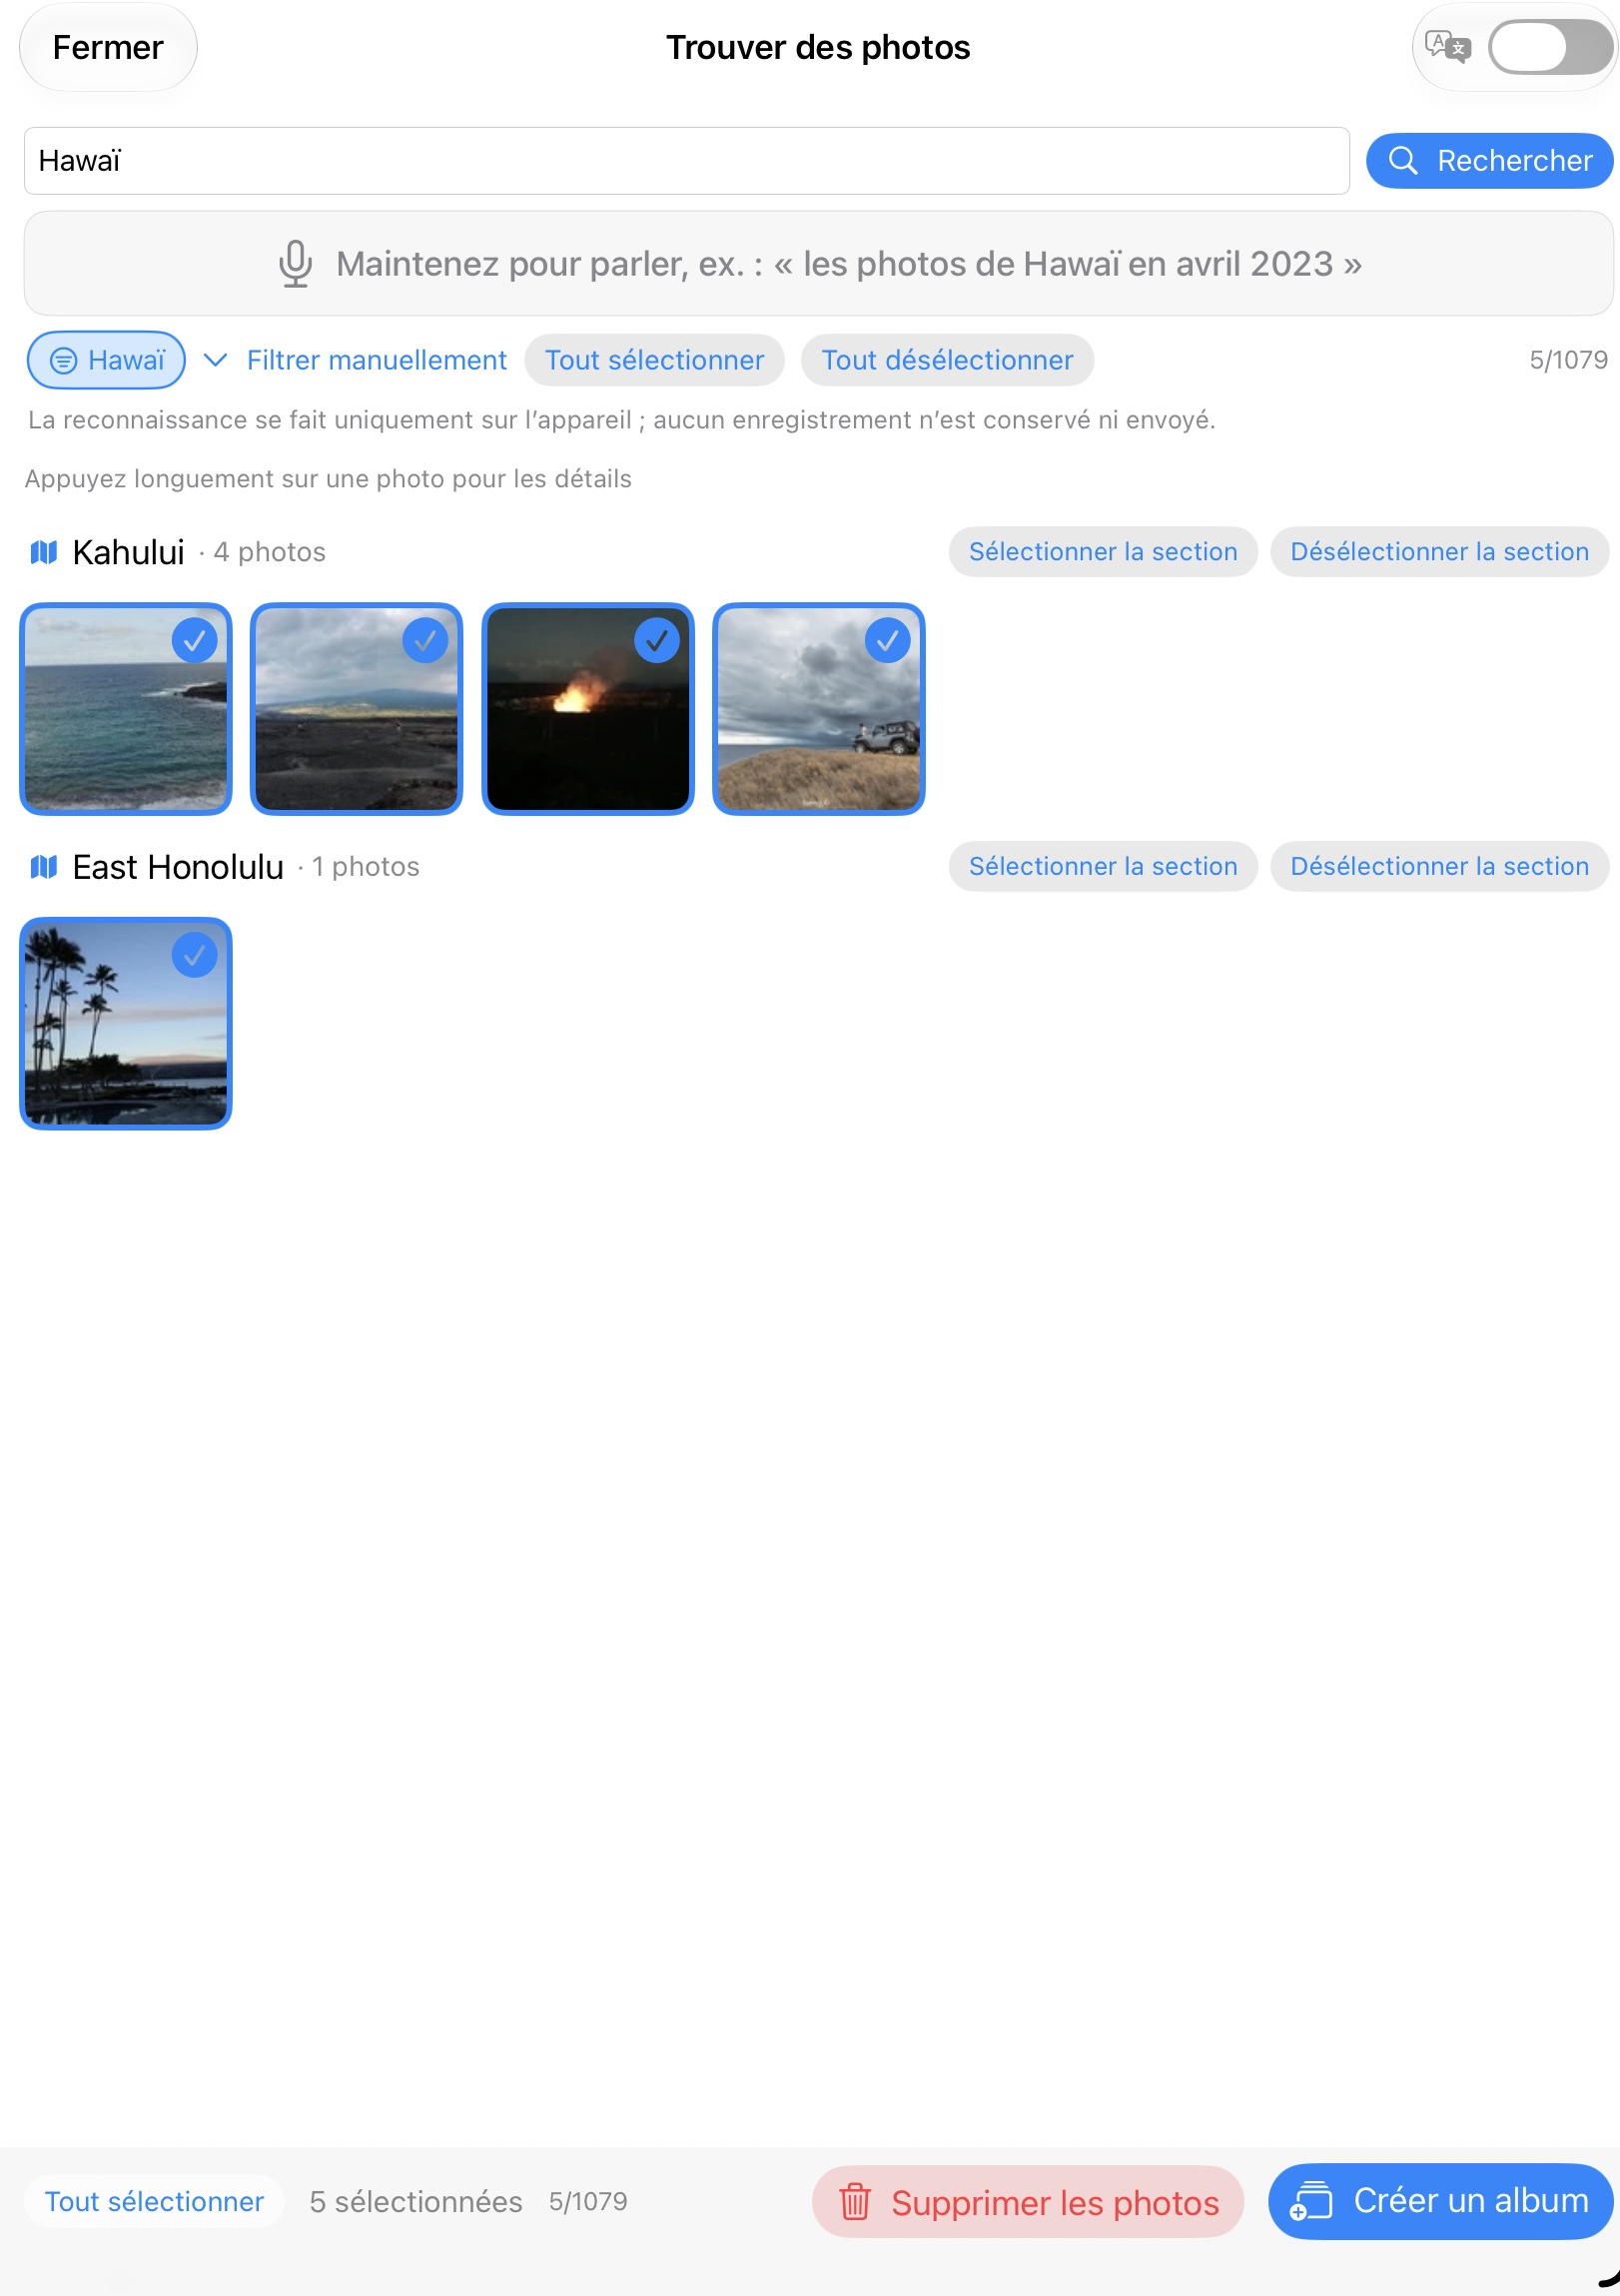 Fermer
Trouver des photos
Hawaï
Rechercher
Maintenez pour parler, ex. : « les photos de Hawaï en avril 2023 »
Hawaï
Filtrer manuellement
Tout sélectionner
Tout désélectionner
5/1079
La reconnaissance se fait uniquement sur l’appareil ; aucun enregistrement n’est conservé ni envoyé.
Appuyez longuement sur une photo pour les détails
Kahului · 4 photos
Sélectionner la section
Désélectionner la section
East Honolulu · 1 photos
Sélectionner la section
Désélectionner la section
Tout sélectionner
5 sélectionnées
5/1079
Supprimer les photos
Créer un album